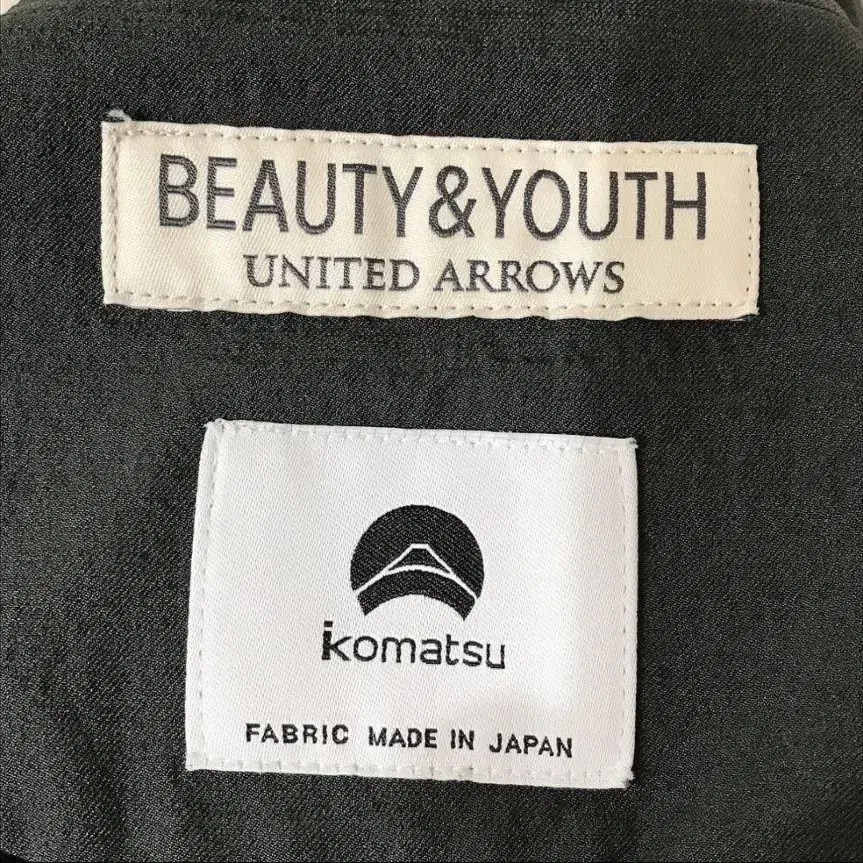 BEAUTY&YOUTH
UNITED ARROWS
komatsu
FABRIC MADE IN JAPAN